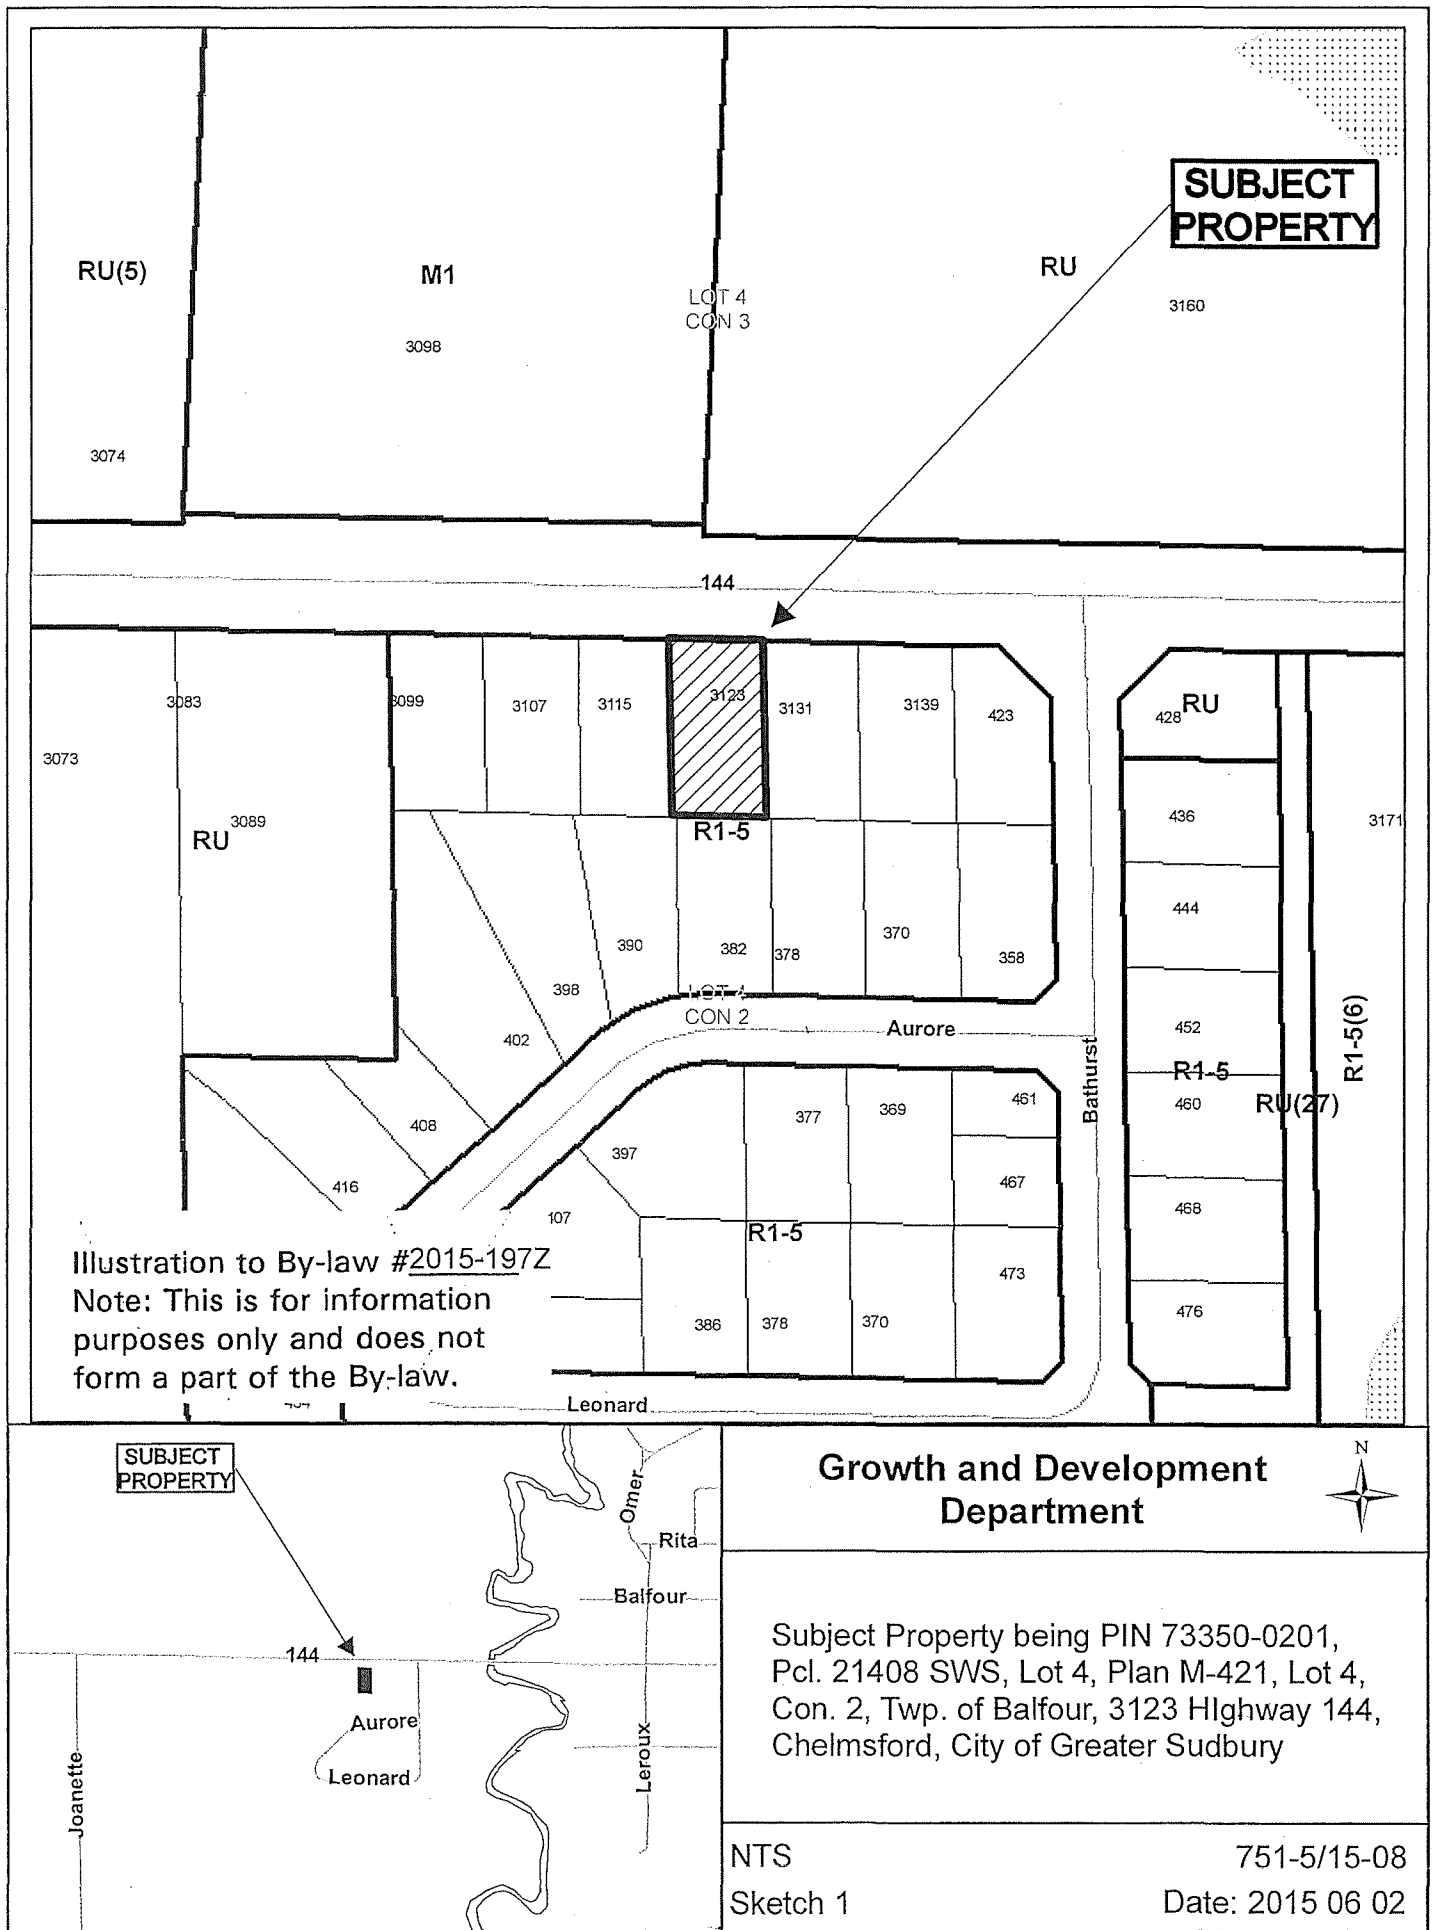 SUBJECT
PROPERTY
RU(5)
M1
RU
LOT 4
CON 3
3160
3098
3074
144
3083
3099
3107
3115
3123
3131
3139
423
428
RU
3073
3089
RU
R1-5
436
3171
444
390
382
378
370
358
398
LOT 4
CON 2
402
Aurore
452
R1-5
R1-5(6)
Bathurst
460
RU(27)
461
377
369
408
397
467
416
468
107
R1-5
473
476
386
378
370
Illustration to By-law #2015-197Z
Note: This is for information
purposes only and does not
form a part of the By-law.
Leonard
SUBJECT
PROPERTY
Omer
Rita
Balfour
144
Aurore
Leonard
Joanette
Leroux
Growth and Development
Department
N
Subject Property being PIN 73350-0201,
Pcl. 21408 SWS, Lot 4, Plan M-421, Lot 4,
Con. 2, Twp. of Balfour, 3123 HIghway 144,
Chelmsford, City of Greater Sudbury
NTS
751-5/15-08
Sketch 1
Date: 2015 06 02